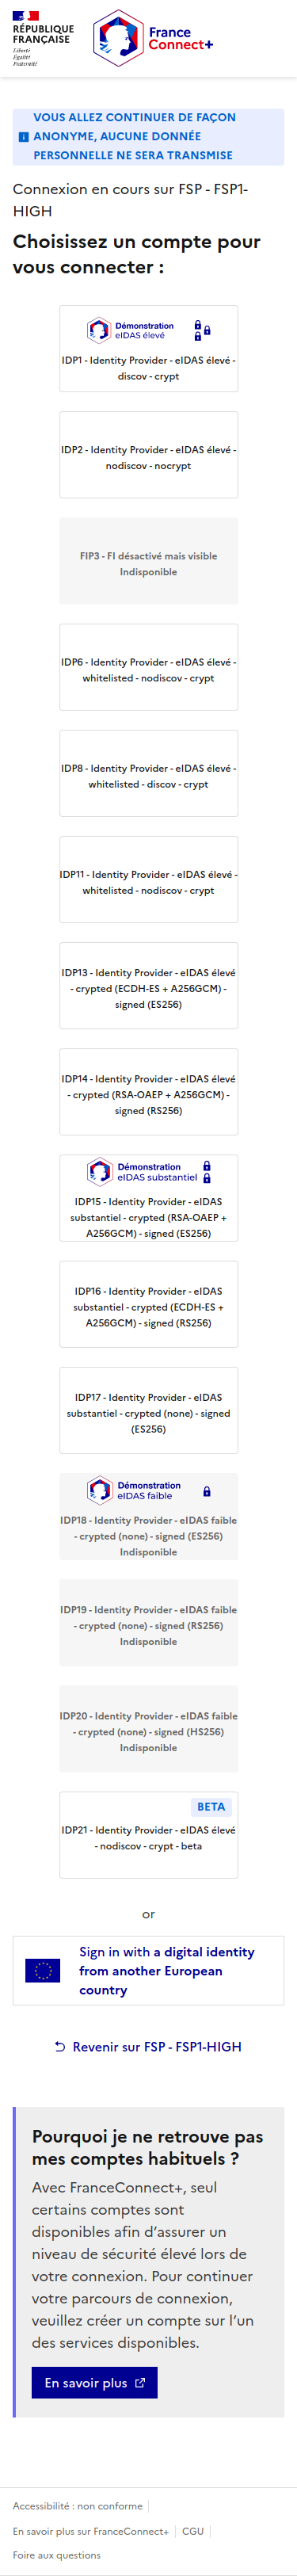 RÉPUBLIQUE
FRANÇAISE
Liberté
Égalité
Fraternité
France
Connect+
VOUS ALLEZ CONTINUER DE FAÇON
ANONYME, AUCUNE DONNÉE
PERSONNELLE NE SERA TRANSMISE
Connexion en cours sur FSP - FSP1-
HIGH
Choisissez un compte pour
vous connecter :
Démonstration
eIDAS élevé
IDP1 - Identity Provider - eIDAS élevé -
discov - crypt
IDP2 - Identity Provider - eIDAS élevé -
nodiscov - nocrypt
FIP3 - FI désactivé mais visible
Indisponible
IDP6 - Identity Provider - eIDAS élevé -
whitelisted - nodiscov - crypt
IDP8 - Identity Provider - eIDAS élevé -
whitelisted - discov - crypt
IDP11 - Identity Provider - eIDAS élevé -
whitelisted - nodiscov - crypt
IDP13 - Identity Provider - eIDAS élevé
- crypted (ECDH-ES + A256GCM) -
signed (ES256)
IDP14 - Identity Provider - eIDAS élevé
- crypted (RSA-OAEP + A256GCM) -
signed (RS256)
Démonstration
eIDAS substantiel
IDP15 - Identity Provider - eIDAS
substantiel - crypted (RSA-OAEP +
A256GCM) - signed (ES256)
IDP16 - Identity Provider - eIDAS
substantiel - crypted (ECDH-ES +
A256GCM) - signed (RS256)
IDP17 - Identity Provider - eIDAS
substantiel - crypted (none) - signed
(ES256)
Démonstration
eIDAS faible
IDP18 - Identity Provider - eIDAS faible
- crypted (none) - signed (ES256)
Indisponible
IDP19 - Identity Provider - eIDAS faible
- crypted (none) - signed (RS256)
Indisponible
IDP20 - Identity Provider - eIDAS faible
- crypted (none) - signed (HS256)
Indisponible
BETA
IDP21 - Identity Provider - eIDAS élevé
- nodiscov - crypt - beta
or
Sign in with a digital identity
from another European
country
Revenir sur FSP - FSP1-HIGH
Pourquoi je ne retrouve pas
mes comptes habituels ?
Avec FranceConnect+, seul
certains comptes sont
disponibles afin d’assurer un
niveau de sécurité élevé lors de
votre connexion. Pour continuer
votre parcours de connexion,
veuillez créer un compte sur l’un
des services disponibles.
En savoir plus
Accessibilité : non conforme
En savoir plus sur FranceConnect+
CGU
Foire aux questions